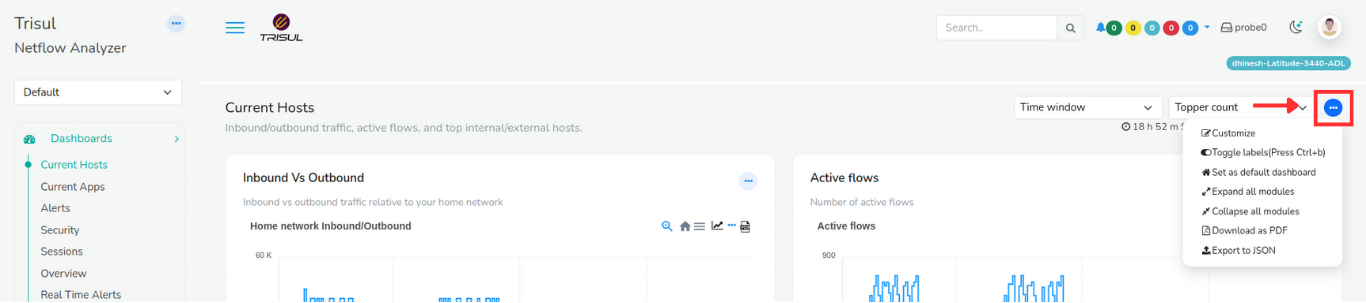 Trisul
Netflow Analyzer
Default
Dashboards
Current Hosts
Current Apps
Alerts
Security
Sessions
Overview
Real Time Alerts
TRISUL
Search..
0 0 0 0 0
probe0
dhinesh-Latitude-3440-ADL
Current Hosts
Inbound/outbound traffic, active flows, and top internal/external hosts.
Time window
Topper count
18 h 52 m
Customize
Toggle labels(Press Ctrl+b)
Set as default dashboard
Expand all modules
Collapse all modules
Download as PDF
Export to JSON
Inbound Vs Outbound
Inbound vs outbound traffic relative to your home network
Home network Inbound/Outbound
60 K
Active flows
Number of active flows
Active flows
900